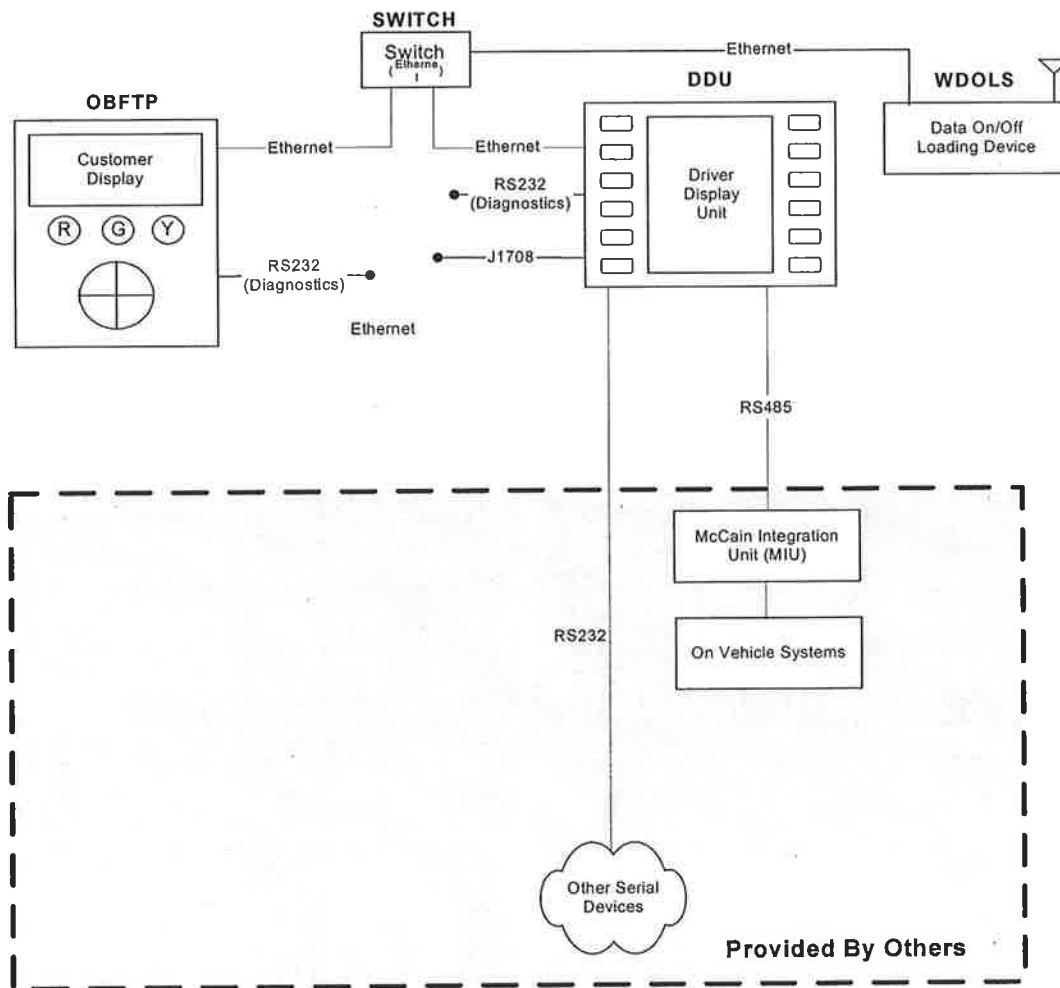 SWITCH
Switch
(Etherne
t)
Ethernet
OBFTP
DDU
WDOLS
Customer
Display
R G Y
Ethernet
Ethernet
Driver
Display
Unit
Data On/Off
Loading Device
RS232
(Diagnostics)
J1708
RS232
(Diagnostics)
Ethernet
RS485
McCain Integration
Unit (MIU)
RS232
On Vehicle Systems
Other Serial
Devices
Provided By Others